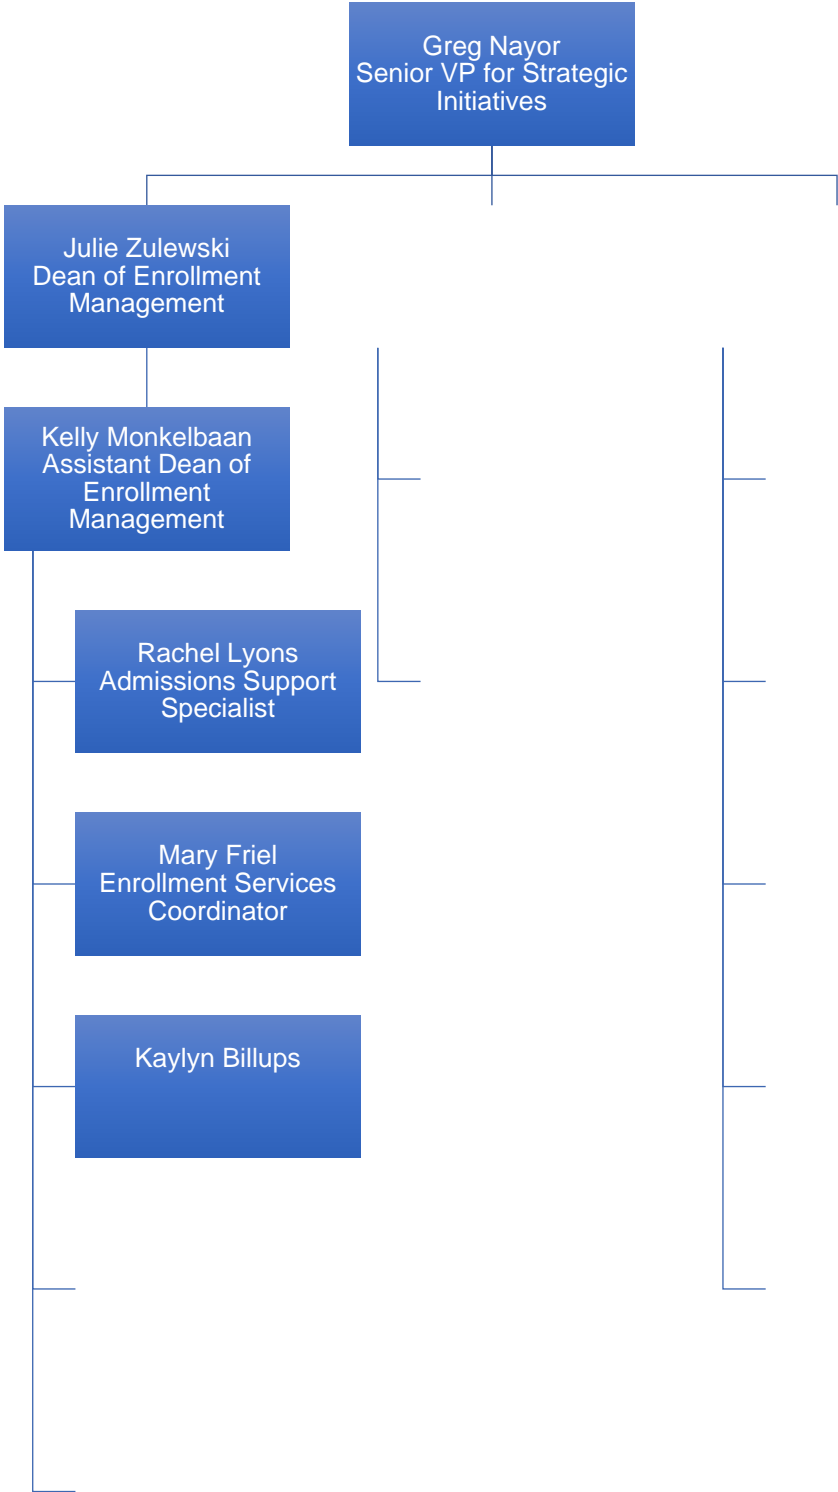 Greg Nayor
Senior VP for Strategic
Initiatives
Julie Zulewski
Dean of Enrollment
Management
Kelly Monkelbaan
Assistant Dean of
Enrollment
Management
Rachel Lyons
Admissions Support
Specialist
Mary Friel
Enrollment Services
Coordinator
Kaylyn Billups